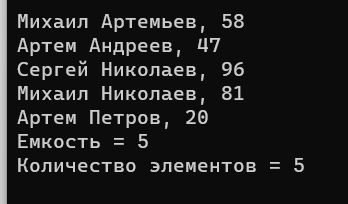 Михаил Артемьев, 58
Артем Андреев, 47
Сергей Николаев, 96
Михаил Николаев, 81
Артем Петров, 20
Емкость = 5
Количество элементов = 5